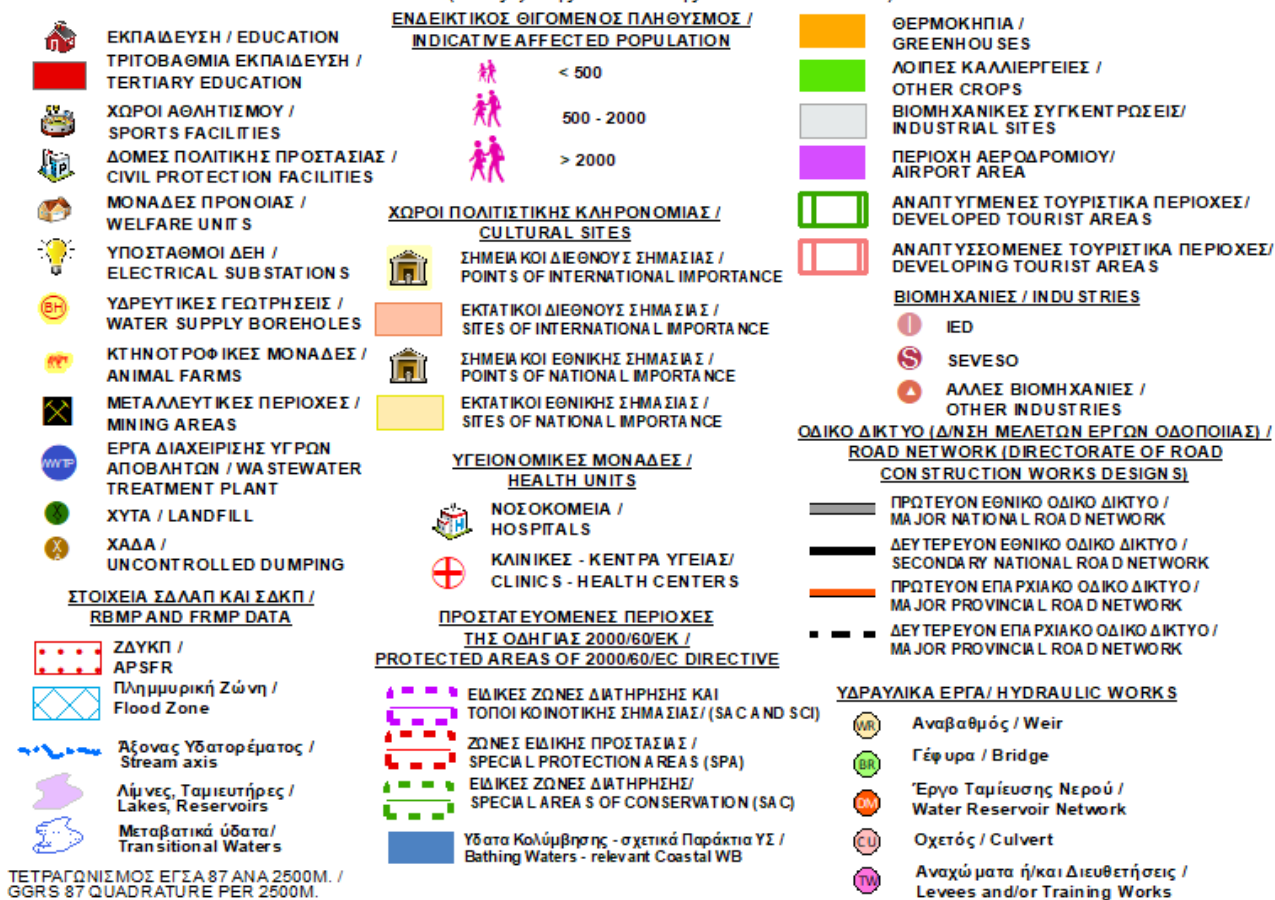 ΕΚΠΑΙΔΕΥΣΗ / EDUCATION
ΤΡΙΤΟΒΑΘΜΙΑ ΕΚΠΑΙΔΕΥΣΗ /
TERTIARY EDUCATION
ΧΩΡΟΙ ΑΘΛΗΤΙΣΜΟΥ /
SPORTS FACILITIES
ΔΟΜΕΣ ΠΟΛΙΤΙΚΗΣ ΠΡΟΣΤΑΣΙΑΣ /
CIVIL PROTECTION FACILITIES
ΜΟΝΑΔΕΣ ΠΡΟΝΟΙΑΣ /
WELFARE UNITS
ΥΠΟΣΤΑΘΜΟΙ ΔΕΗ /
ELECTRICAL SUBSTATIONS
BH
ΥΔΡΕΥΤΙΚΕΣ ΓΕΩΤΡΗΣΕΙΣ /
WATER SUPPLY BOREHOLES
ΚΤΗΝΟΤΡΟΦΙΚΕΣ ΜΟΝΑΔΕΣ /
ANIMAL FARMS
ΜΕΤΑΛΛΕΥΤΙΚΕΣ ΠΕΡΙΟΧΕΣ /
MINING AREAS
WWTP
ΕΡΓΑ ΔΙΑΧΕΙΡΙΣΗΣ ΥΓΡΩΝ
ΑΠΟΒΛΗΤΩΝ / WASTEWATER
TREATMENT PLANT
ΧΥΤΑ / LANDFILL
ΧΑΔΑ /
UNCONTROLLED DUMPING
ΣΤΟΙΧΕΙΑ ΣΔΛΑΠ ΚΑΙ ΣΔΚΠ /
RBMP AND FRMP DATA
ΖΔΥΚΠ /
APSFR
Πλημμυρική Ζώνη /
Flood Zone
Άξονας Υδατορέματος /
Stream axis
Λίμνες, Ταμιευτήρες /
Lakes, Reservoirs
Μεταβατικά ύδατα/
Transitional Waters
ΤΕΤΡΑΓΩΝΙΣΜΟΣ ΕΓΣΑ 87 ΑΝΑ 2500Μ. /
GGRS 87 QUADRATURE PER 2500M.
ΕΝΔΕΙΚΤΙΚΟΣ ΘΙΓΟΜΕΝΟΣ ΠΛΗΘΥΣΜΟΣ /
INDICATIVE AFFECTED POPULATION
< 500
500 - 2000
> 2000
ΧΩΡΟΙ ΠΟΛΙΤΙΣΤΙΚΗΣ ΚΛΗΡΟΝΟΜΙΑΣ /
CULTURAL SITES
ΣΗΜΕΙΑΚΟΙ ΔΙΕΘΝΟΥΣ ΣΗΜΑΣΙΑΣ /
POINTS OF INTERNATIONAL IMPORTANCE
ΕΚΤΑΤΙΚΟΙ ΔΙΕΘΝΟΥΣ ΣΗΜΑΣΙΑΣ /
SITES OF INTERNATIONAL IMPORTANCE
ΣΗΜΕΙΑΚΟΙ ΕΘΝΙΚΗΣ ΣΗΜΑΣΙΑΣ /
POINTS OF NATIONAL IMPORTANCE
ΕΚΤΑΤΙΚΟΙ ΕΘΝΙΚΗΣ ΣΗΜΑΣΙΑΣ /
SITES OF NATIONAL IMPORTANCE
ΥΓΕΙΟΝΟΜΙΚΕΣ ΜΟΝΑΔΕΣ /
HEALTH UNITS
ΝΟΣΟΚΟΜΕΙΑ /
HOSPITALS
ΚΛΙΝΙΚΕΣ - ΚΕΝΤΡΑ ΥΓΕΙΑΣ/
CLINICS - HEALTH CENTERS
ΠΡΟΣΤΑΤΕΥΟΜΕΝΕΣ ΠΕΡΙΟΧΕΣ
ΤΗΣ ΟΔΗΓΙΑΣ 2000/60/ΕΚ /
PROTECTED AREAS OF 2000/60/EC DIRECTIVE
ΕΙΔΙΚΕΣ ΖΩΝΕΣ ΔΙΑΤΗΡΗΣΗΣ ΚΑΙ
ΤΟΠΟΙ ΚΟΙΝΟΤΙΚΗΣ ΣΗΜΑΣΙΑΣ/ (SAC AND SCI)
ΖΩΝΕΣ ΕΙΔΙΚΗΣ ΠΡΟΣΤΑΣΙΑΣ /
SPECIAL PROTECTION AREAS (SPA)
ΕΙΔΙΚΕΣ ΖΩΝΕΣ ΔΙΑΤΗΡΗΣΗΣ/
SPECIAL AREAS OF CONSERVATION (SAC)
Υδατα Κολύμβησης - σχετικά Παράκτια ΥΣ /
Bathing Waters - relevant Coastal WB
ΘΕΡΜΟΚΗΠΙΑ /
GREENHOUSES
ΛΟΙΠΕΣ ΚΑΛΛΙΕΡΓΕΙΕΣ /
OTHER CROPS
ΒΙΟΜΗΧΑΝΙΚΕΣ ΣΥΓΚΕΝΤΡΩΣΕΙΣ/
INDUSTRIAL SITES
ΠΕΡΙΟΧΗ ΑΕΡΟΔΡΟΜΙΟΥ/
AIRPORT AREA
ΑΝΑΠΤΥΓΜΕΝΕΣ ΤΟΥΡΙΣΤΙΚΑ ΠΕΡΙΟΧΕΣ/
DEVELOPED TOURIST AREAS
ΑΝΑΠΤΥΣΣΟΜΕΝΕΣ ΤΟΥΡΙΣΤΙΚΑ ΠΕΡΙΟΧΕΣ/
DEVELOPING TOURIST AREAS
ΒΙΟΜΗΧΑΝΙΕΣ / INDUSTRIES
IED
SEVESO
ΑΛΛΕΣ ΒΙΟΜΗΧΑΝΙΕΣ /
OTHER INDUSTRIES
ΟΔΙΚΟ ΔΙΚΤΥΟ (Δ/ΝΣΗ ΜΕΛΕΤΩΝ ΕΡΓΩΝ ΟΔΟΠΟΙΙΑΣ) /
ROAD NETWORK (DIRECTORATE OF ROAD
CONSTRUCTION WORKS DESIGNS)
ΠΡΩΤΕΥΟΝ ΕΘΝΙΚΟ ΟΔΙΚΟ ΔΙΚΤΥΟ /
MAJOR NATIONAL ROAD NETWORK
ΔΕΥΤΕΡΕΥΟΝ ΕΘΝΙΚΟ ΟΔΙΚΟ ΔΙΚΤΥΟ /
SECONDARY NATIONAL ROAD NETWORK
ΠΡΩΤΕΥΟΝ ΕΠΑΡΧΙΑΚΟ ΟΔΙΚΟ ΔΙΚΤΥΟ /
MAJOR PROVINCIAL ROAD NETWORK
ΔΕΥΤΕΡΕΥΟΝ ΕΠΑΡΧΙΑΚΟ ΟΔΙΚΟ ΔΙΚΤΥΟ /
MAJOR PROVINCIAL ROAD NETWORK
ΥΔΡΑΥΛΙΚΑ ΕΡΓΑ/ HYDRAULIC WORKS
WR Αναβαθμός / Weir
BR Γέφυρα / Bridge
DM Έργο Ταμίευσης Νερού /
Water Reservoir Network
CU Οχετός / Culvert
TW Αναχώματα ή/και Διευθετήσεις /
Levees and/or Training Works